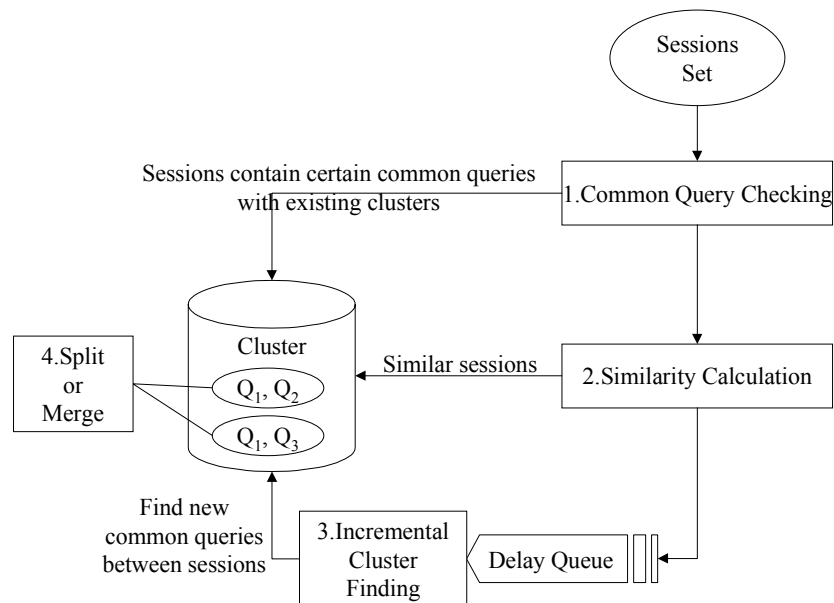 Sessions
Set
Sessions contain certain common queries
with existing clusters
1.Common Query Checking
Cluster
4.Split
or
Merge
Q1, Q2
Q1, Q3
Similar sessions
2.Similarity Calculation
Find new
common queries
between sessions
3.Incremental
Cluster
Finding
Delay Queue